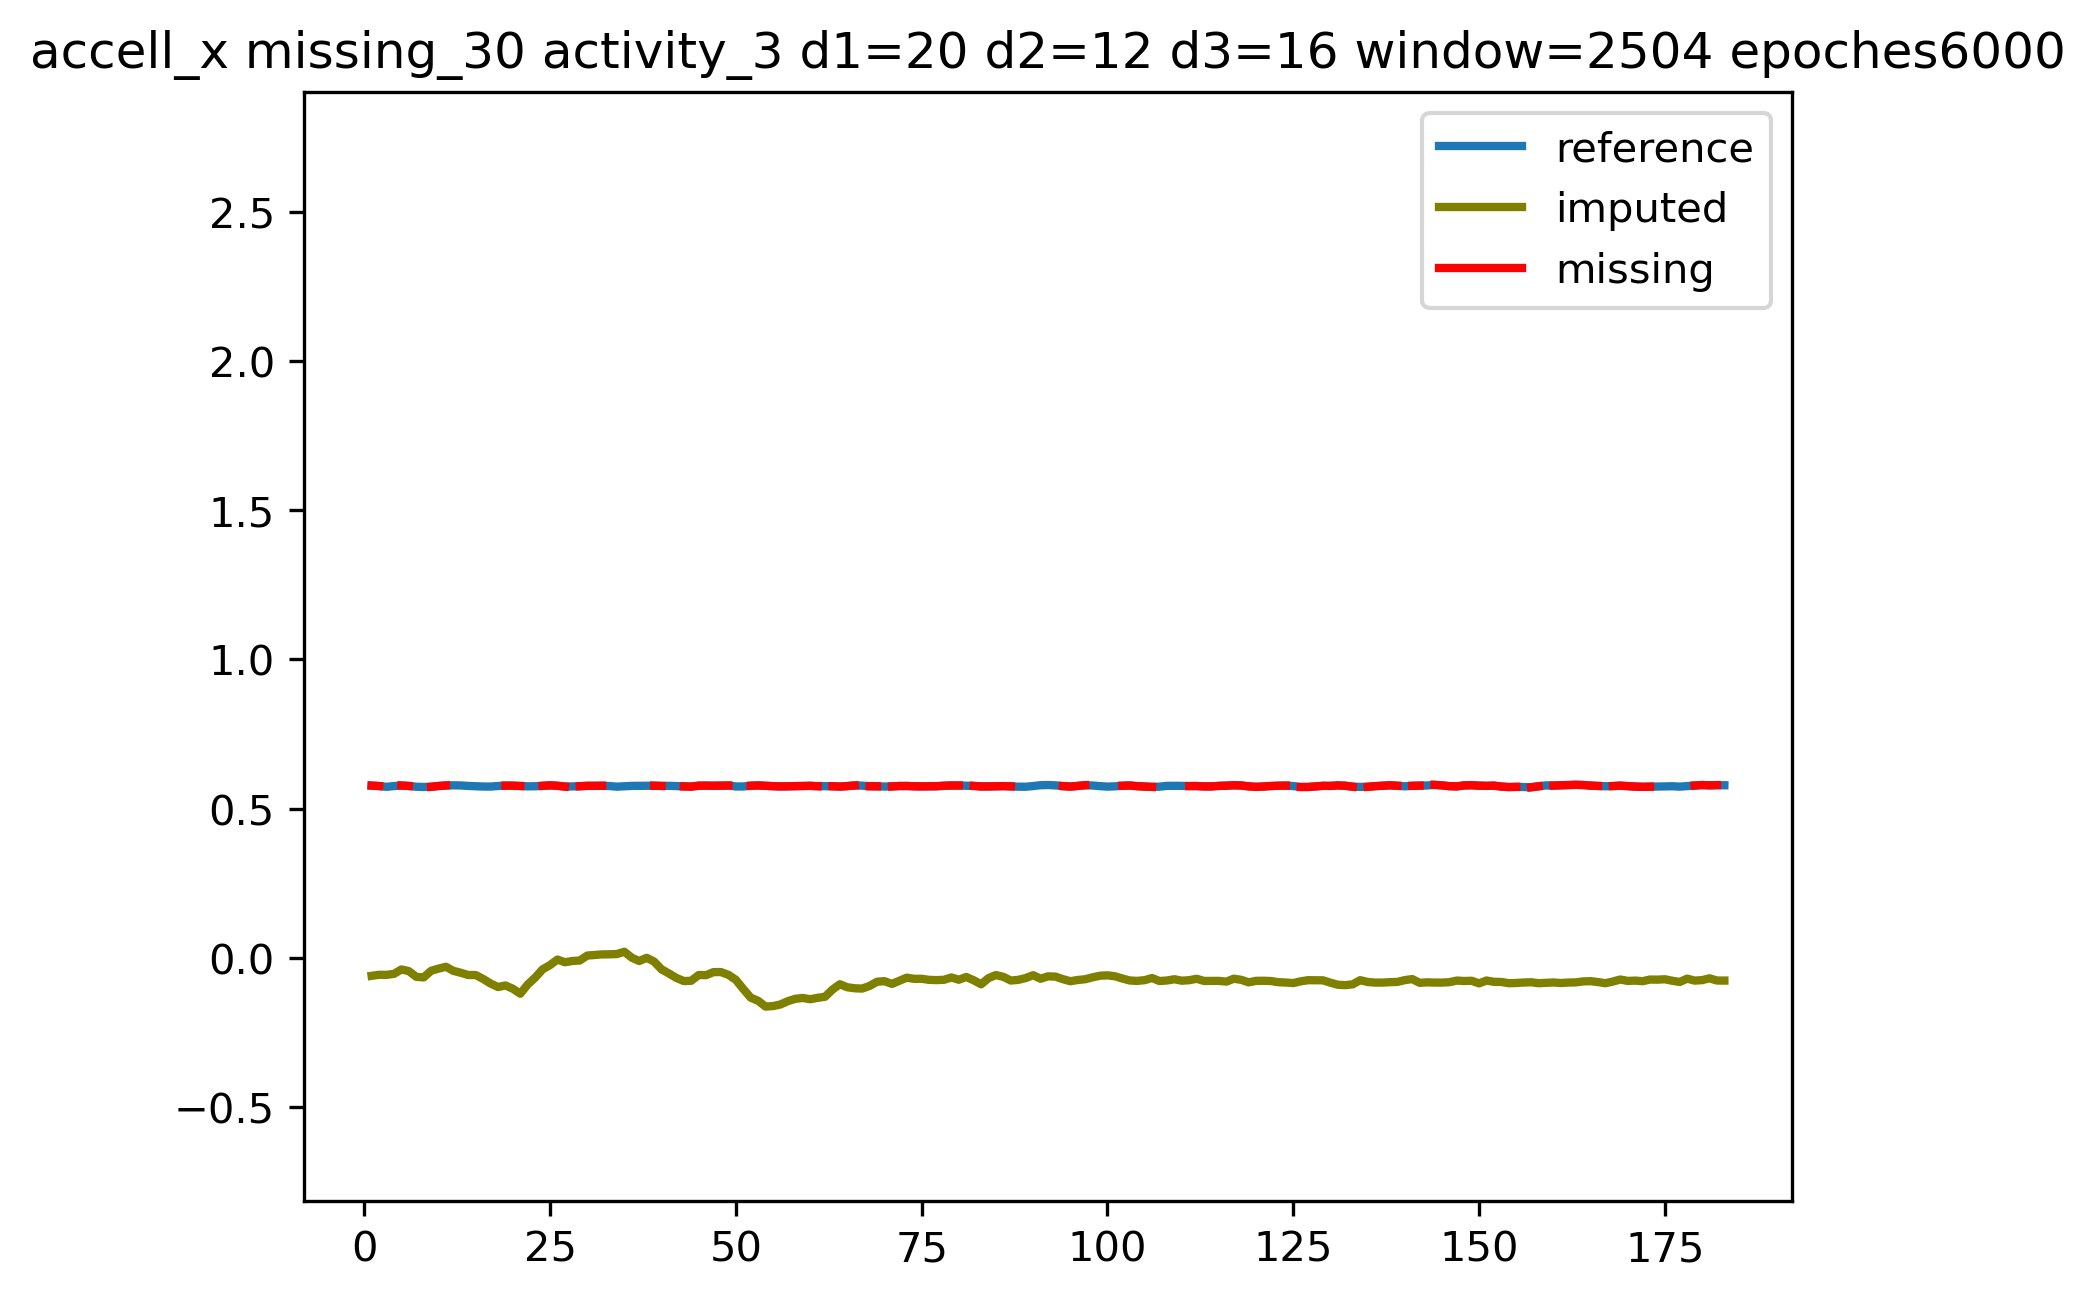 accell_x missing_30 activity_3 d1=20 d2=12 d3=16 window=2504 epoches6000
reference
imputed
missing
2.5
2.0
1.5
1.0
0.5
0.0
−0.5
0 25 50 75 100 125 150 175